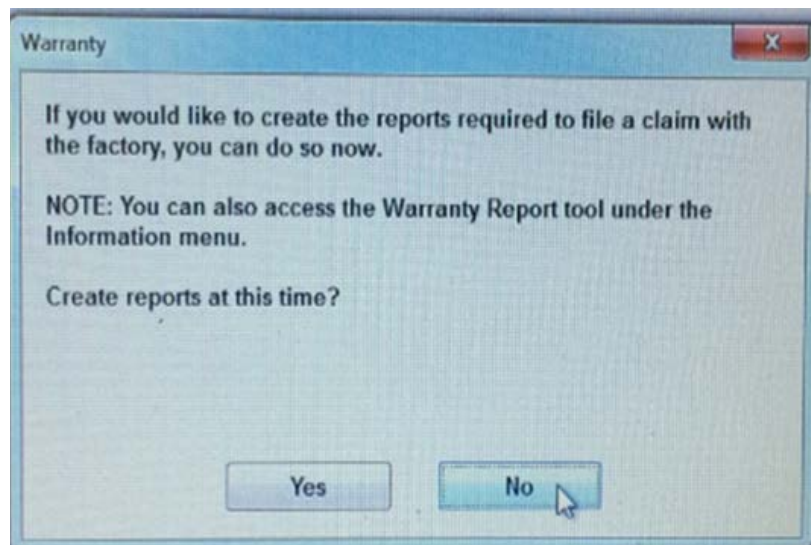 Warranty
If you would like to create the reports required to file a claim with
the factory, you can do so now.
NOTE: You can also access the Warranty Report tool under the
Information menu.
Create reports at this time?
Yes
No